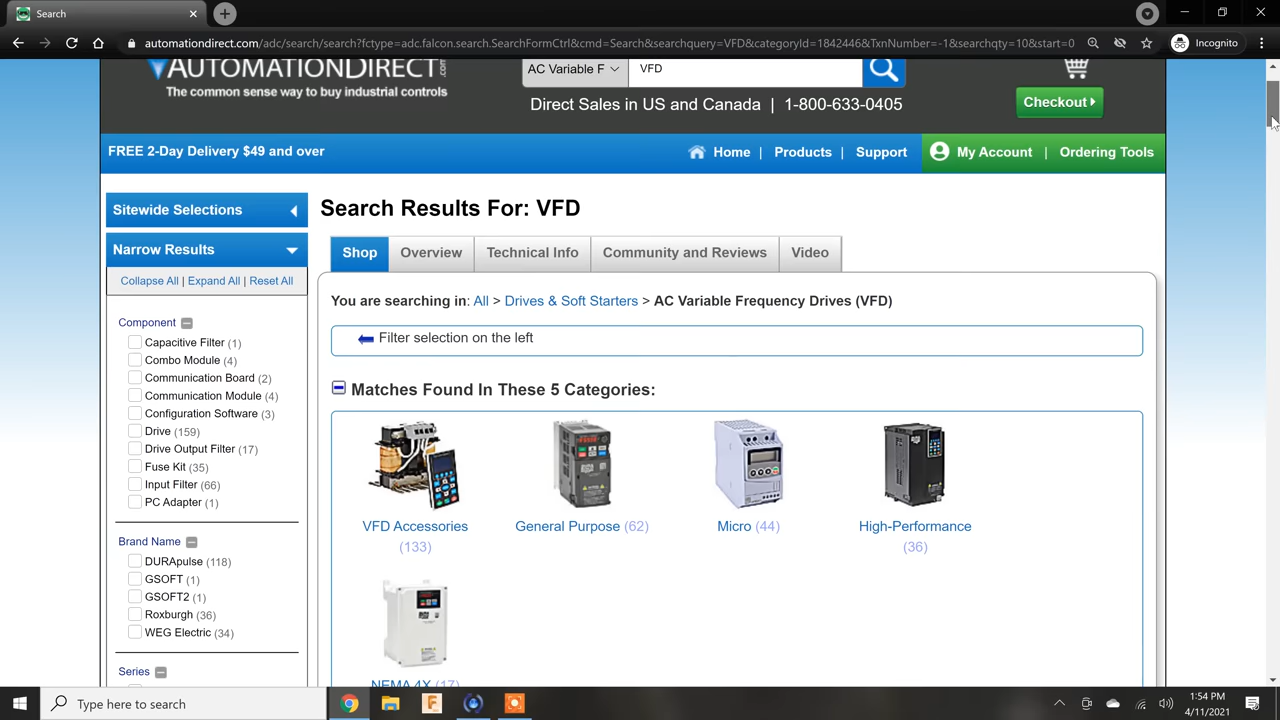 Search
automationdirect.com/adc/search/search?fctype=adc.falcon.search.SearchFormCtrl&cmd=Search&searchquery=VFD&categoryId=1842446&TxnNumber=-1&searchqty=10&start=0
Incognito
AUTOMATIONDIRECT.com
The common sense way to buy industrial controls
AC Variable F
VFD
Direct Sales in US and Canada | 1-800-633-0405
Checkout
FREE 2-Day Delivery $49 and over
Home | Products | Support
My Account | Ordering Tools
Sitewide Selections
Narrow Results
Collapse All | Expand All | Reset All
Component
Capacitive Filter (1)
Combo Module (4)
Communication Board (2)
Communication Module (4)
Configuration Software (3)
Drive (159)
Drive Output Filter (17)
Fuse Kit (35)
Input Filter (66)
PC Adapter (1)
Brand Name
DURApulse (118)
GSOFT (1)
GSOFT2 (1)
Roxburgh (36)
WEG Electric (34)
Series
Search Results For: VFD
Shop
Overview
Technical Info
Community and Reviews
Video
You are searching in: All > Drives & Soft Starters > AC Variable Frequency Drives (VFD)
Filter selection on the left
Matches Found In These 5 Categories:
VFD Accessories
(133)
General Purpose (62)
Micro (44)
High-Performance
(36)
NEMA 4X (17)
Type here to search
1:54 PM
4/11/2021